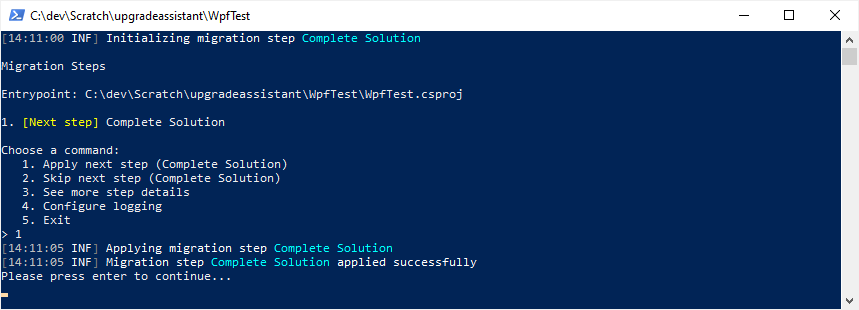 C:\dev\Scratch\upgradeassistant\WpfTest
[14:11:00 INF] Initializing migration step Complete Solution
Migration Steps
Entrypoint: C:\dev\Scratch\upgradeassistant\WpfTest\WpfTest.csproj
1. [Next step] Complete Solution
Choose a command:
1. Apply next step (Complete Solution)
2. Skip next step (Complete Solution)
3. See more step details
4. Configure logging
5. Exit
> 1
[14:11:05 INF] Applying migration step Complete Solution
[14:11:05 INF] Migration step Complete Solution applied successfully
Please press enter to continue...